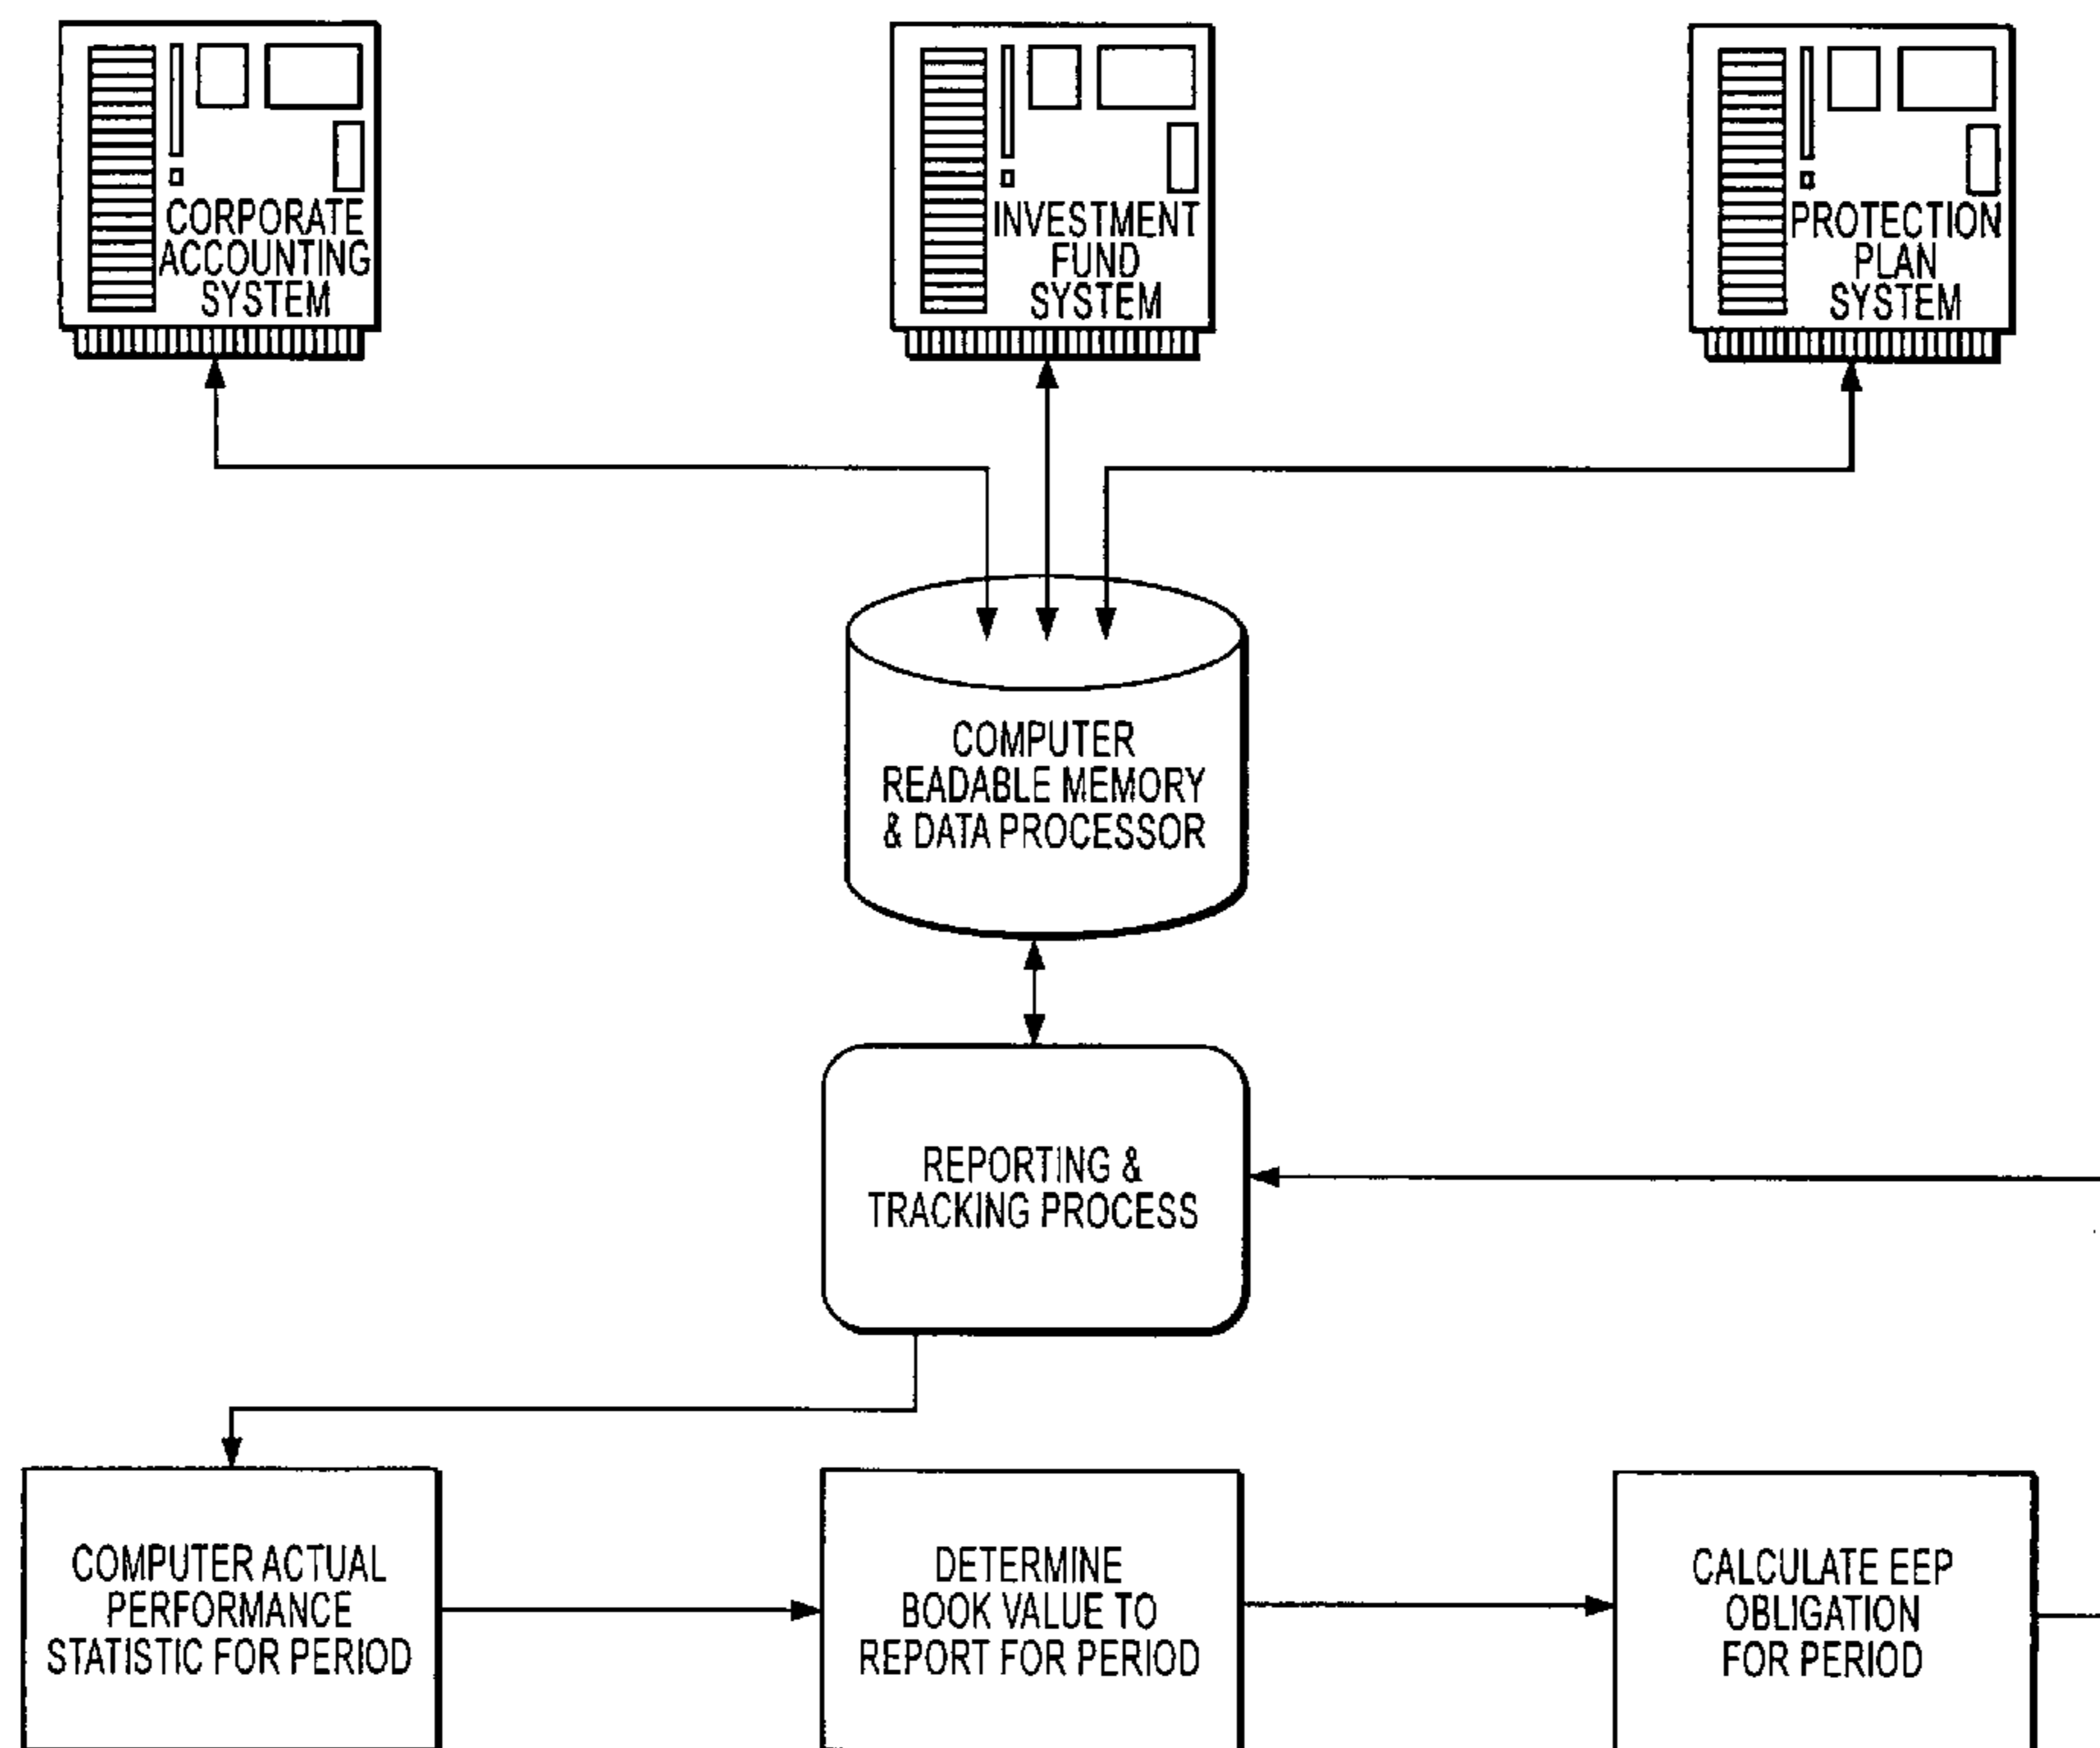 CORPORATE
ACCOUNTING
SYSTEM
INVESTMENT
FUND
SYSTEM
PROTECTION
PLAN
SYSTEM
COMPUTER
READABLE MEMORY
& DATA PROCESSOR
REPORTING &
TRACKING PROCESS
COMPUTER ACTUAL
PERFORMANCE
STATISTIC FOR PERIOD
DETERMINE
BOOK VALUE TO
REPORT FOR PERIOD
CALCULATE EEP
OBLIGATION
FOR PERIOD